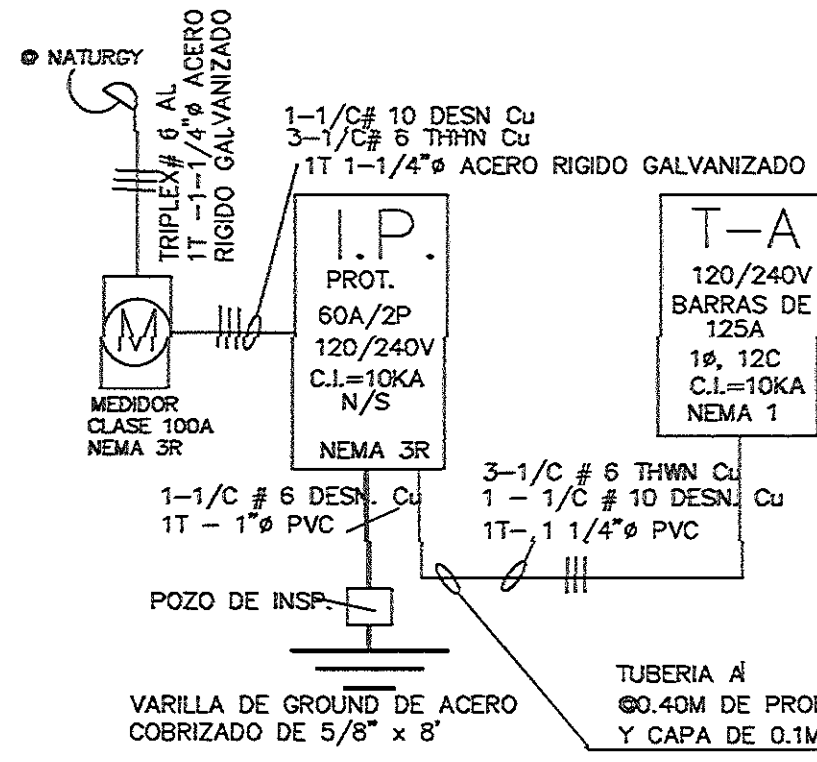 @ NATURGY
TRIPLEX# 6 AL
1T -1-1/4"ø ACERO
RIGIDO GALVANIZADO
1-1/C# 10 DESN Cu
3-1/C# 6 THHN Cu
1T 1-1/4"ø ACERO RIGIDO GALVANIZADO
M
MEDIDOR
CLASE 100A
NEMA 3R
I.P.
PROT.
60A/2P
120/240V
C.I.=10KA
N/S
NEMA 3R
T-A
120/240V
BARRAS DE
125A
1ø, 12C
C.I.=10KA
NEMA 1
1-1/C # 6 DESN. Cu
1T - 1"ø PVC
3-1/C # 6 THWN Cu
1 - 1/C # 10 DESN. Cu
1T- 1 1/4"ø PVC
POZO DE INSP.
VARILLA DE GROUND DE ACERO
COBRIZADO DE 5/8" x 8'
TUBERIA A
@0.40M DE PROF
Y CAPA DE 0.1M